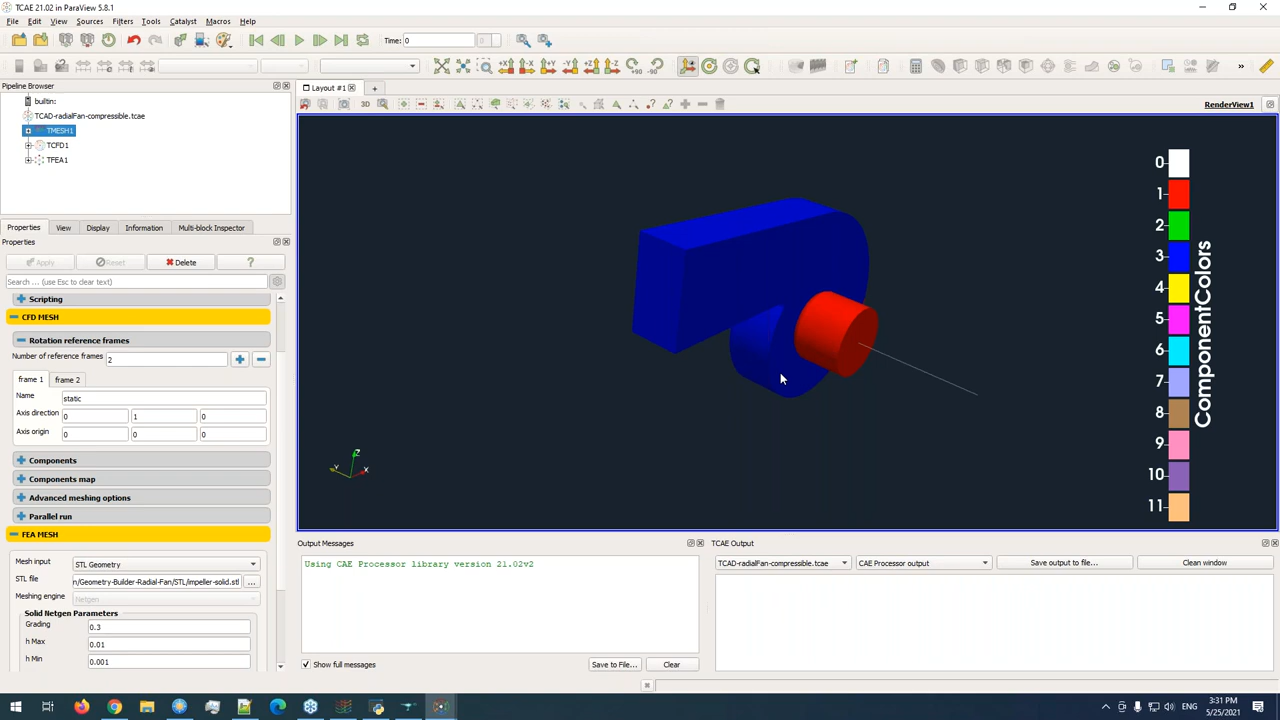 TCAE 21.02 in ParaView 5.8.1
File Edit View Sources Filters Tools Catalyst Macros Help
Time: 0
Pipeline Browser
Layout #1
builtin:
TCAD-radialFan-compressible.tcae
TMESH1
TCFD1
TFEA1
3D
RenderView1
Properties View Display Information Multi-block Inspector
Properties
Apply Reset Delete ?
Search ... (use Esc to clear text)
Scripting
CFD MESH
Rotation reference frames
Number of reference frames 2
frame 1 frame 2
Name static
Axis direction 0 1 0
Axis origin 0 0 0
Components
Components map
Advanced meshing options
Parallel run
FEA MESH
Mesh input STL Geometry
STL file n/Geometry-Builder-Radial-Fan/STL/impeller-solid.stl ...
Meshing engine Netgen
Solid Netgen Parameters
Grading 0.3
h Max 0.01
h Min 0.001
0
1
2
3
4
5
6
7
8
9
10
11
ComponentColors
Z
Y
X
Output Messages
Using CAE Processor library version 21.02v2
Show full messages
Save to File...
Clear
TCAE Output
TCAD-radialFan-compressible.tcae
CAE Processor output
Save output to file...
Clean window
ENG
3:31 PM
5/25/2021